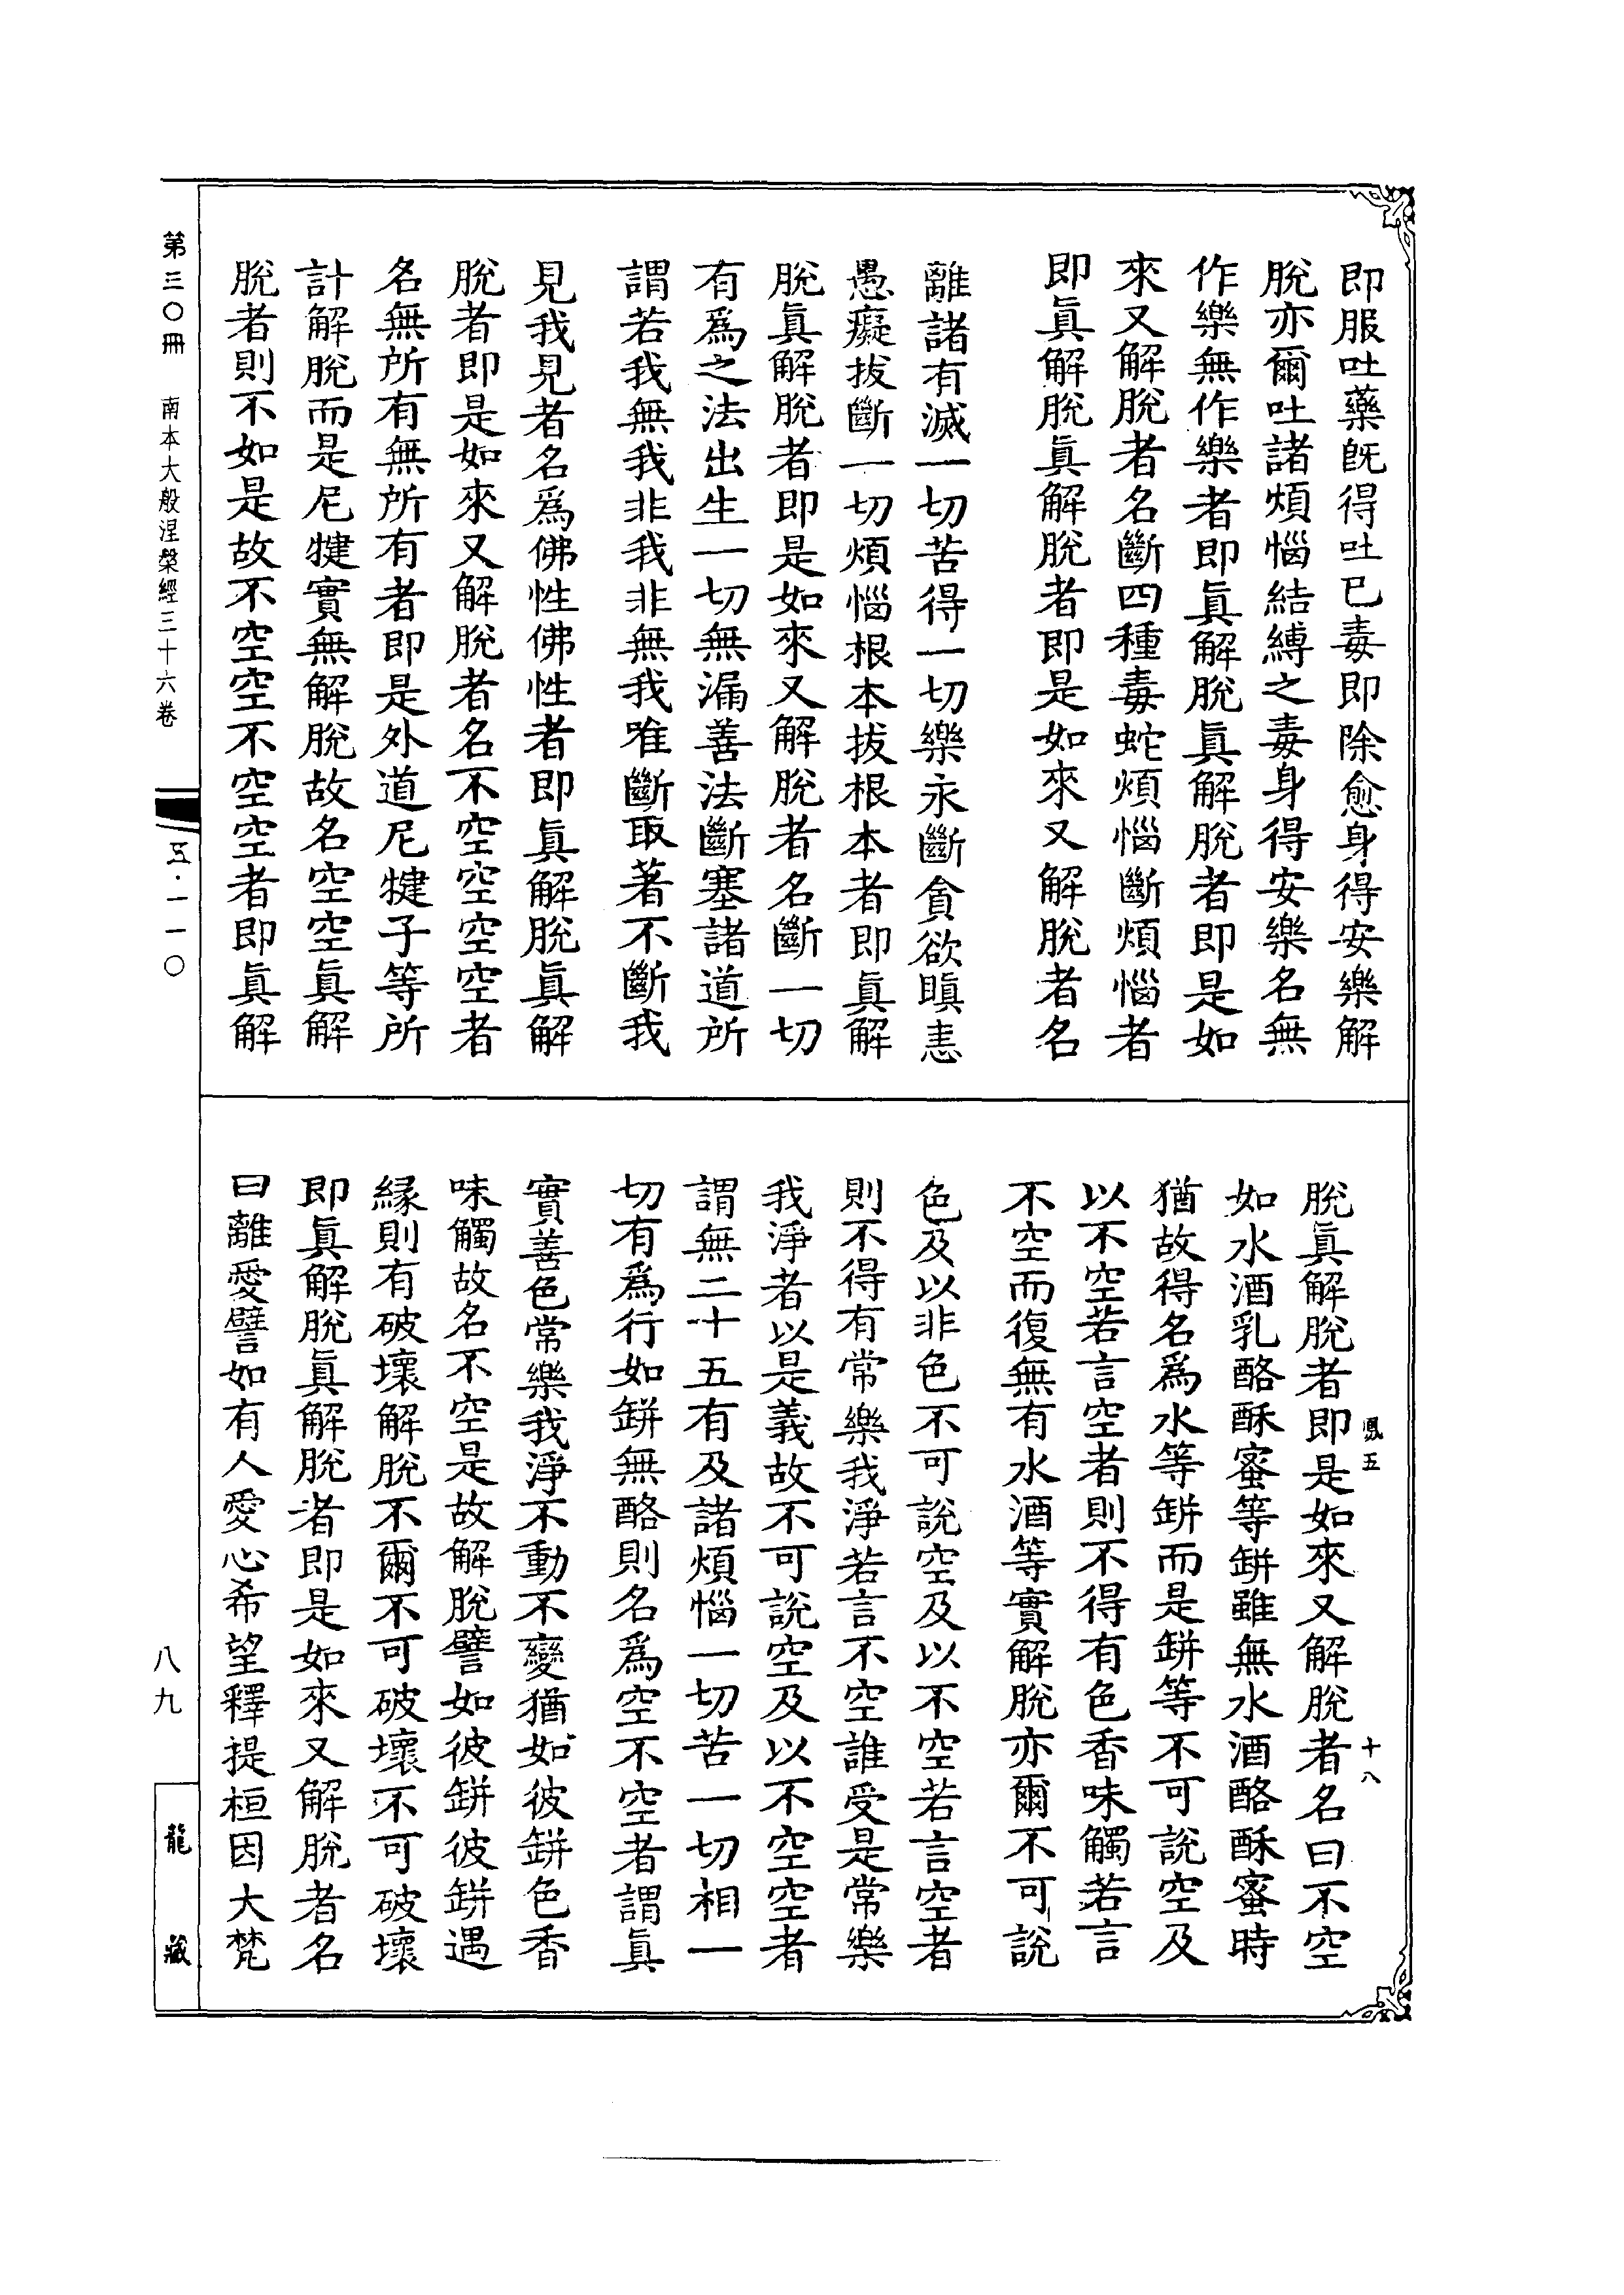 即服吐藥既得吐已毒即除愈身得安樂解
脫亦爾吐諸煩惱結縛之毒身得安樂名無
作樂無作樂者即眞解脫眞解脫者即是如
來又解脫者名斷四種毒蛇煩惱斷煩惱者
即眞解脫眞解脫者即是如來又解脫者名
離諸有滅一切苦得一切樂永斷貪欲瞋恚
愚癡拔斷一切煩惱根本拔根本者即眞解
脫眞解脫者即是如來又解脫者名斷一切
有爲之法出生一切無漏善法斷塞諸道所
謂若我無我非我非無我唯斷取著不斷我
見我見者名爲佛性佛性者即眞解脫眞解
脫者即是如來又解脫者名不空空空空者
名無所有無所有者即是外道尼犍子等所
計解脫而是尼犍實無解脫故名空空眞解
脫者則不如是故不空空不空空者即眞解
脫眞解脫者即是如來又解脫者名曰不空
如水酒乳酪酥蜜等缾雖無水酒酪酥蜜時
猶故得名爲水等缾而是缾等不可說空及
以不空若言空者則不得有色香味觸若言
不空而復無有水酒等實解脫亦爾不可說
色及以非色不可說空及以不空若言空者
則不得有常樂我淨若言不空誰受是常樂
我淨者以是義故不可說空及以不空空者
謂無二十五有及諸煩惱一切苦一切相一
切有爲行如缾無酪則名爲空不空者謂眞
實善色常樂我淨不動不變猶如彼缾色香
味觸故名不空是故解脫譬如彼缾彼缾遇
緣則有破壞解脫不爾不可破壞不可破壞
即眞解脫眞解脫者即是如來又解脫者名
曰離愛譬如有人愛心希望釋提桓因大梵
鳳五 十八
第三〇冊 南本大般涅槃經三十六卷
五·一一〇
八九
龍藏